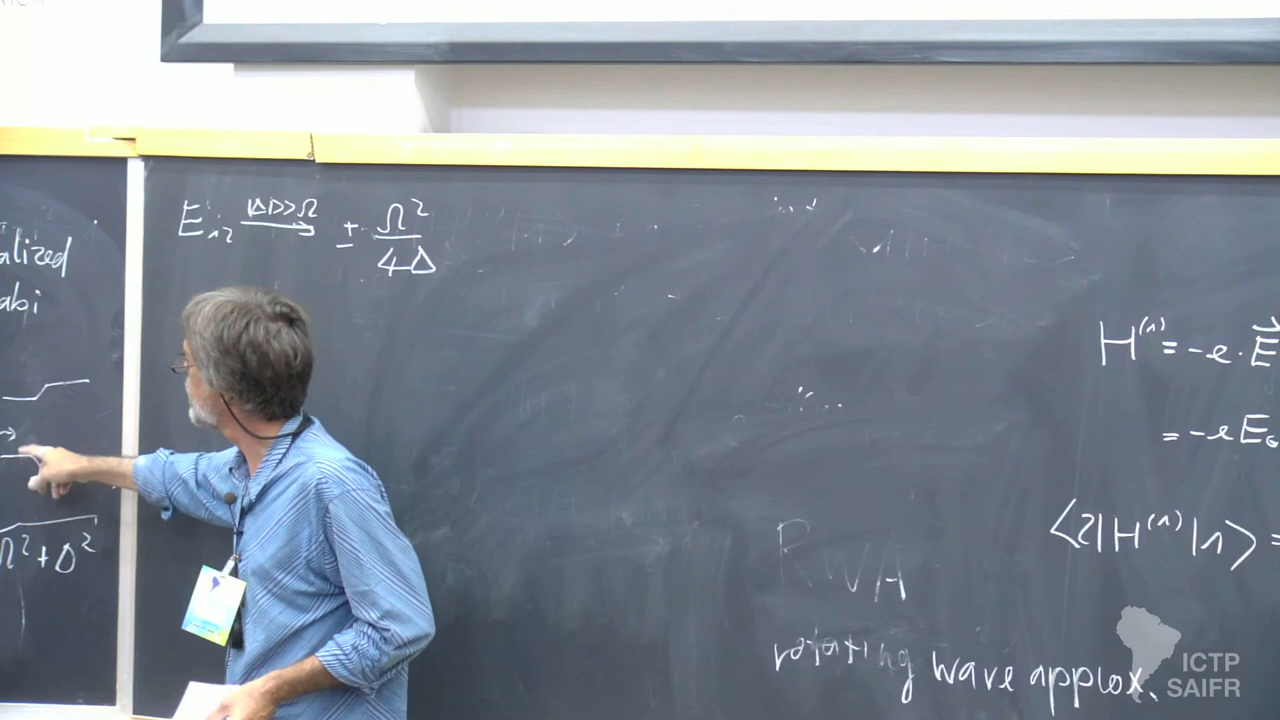 alized
abi
Ω² + Δ²
E₁₂ |Δ|>>Ω → ± Ω²/4Δ
H⁽¹⁾ = -e · E⃗
= -e E₀
⟨2|H⁽¹⁾|1⟩ =
RWA
rotating wave approx.
ICTP
SAIFR